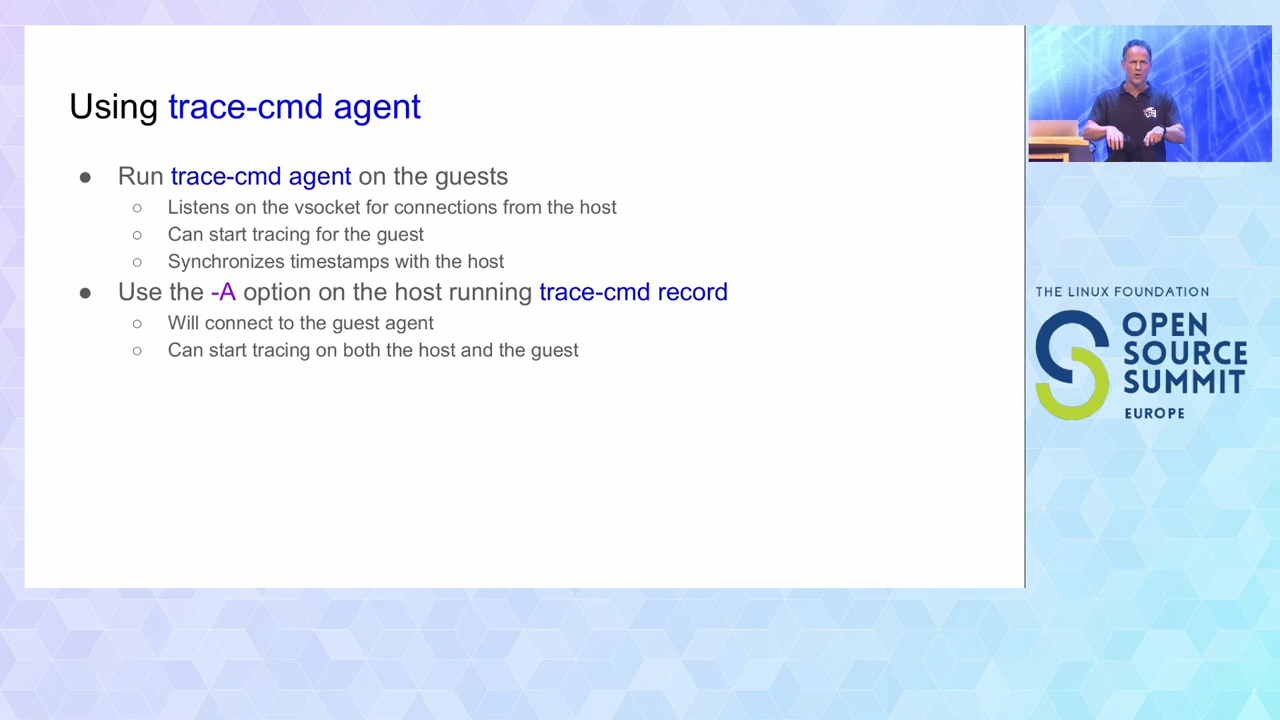 Using trace-cmd agent
● Run trace-cmd agent on the guests
○ Listens on the vsocket for connections from the host
○ Can start tracing for the guest
○ Synchronizes timestamps with the host
● Use the -A option on the host running trace-cmd record
○ Will connect to the guest agent
○ Can start tracing on both the host and the guest
THE LINUX FOUNDATION
OPEN
SOURCE
SUMMIT
EUROPE